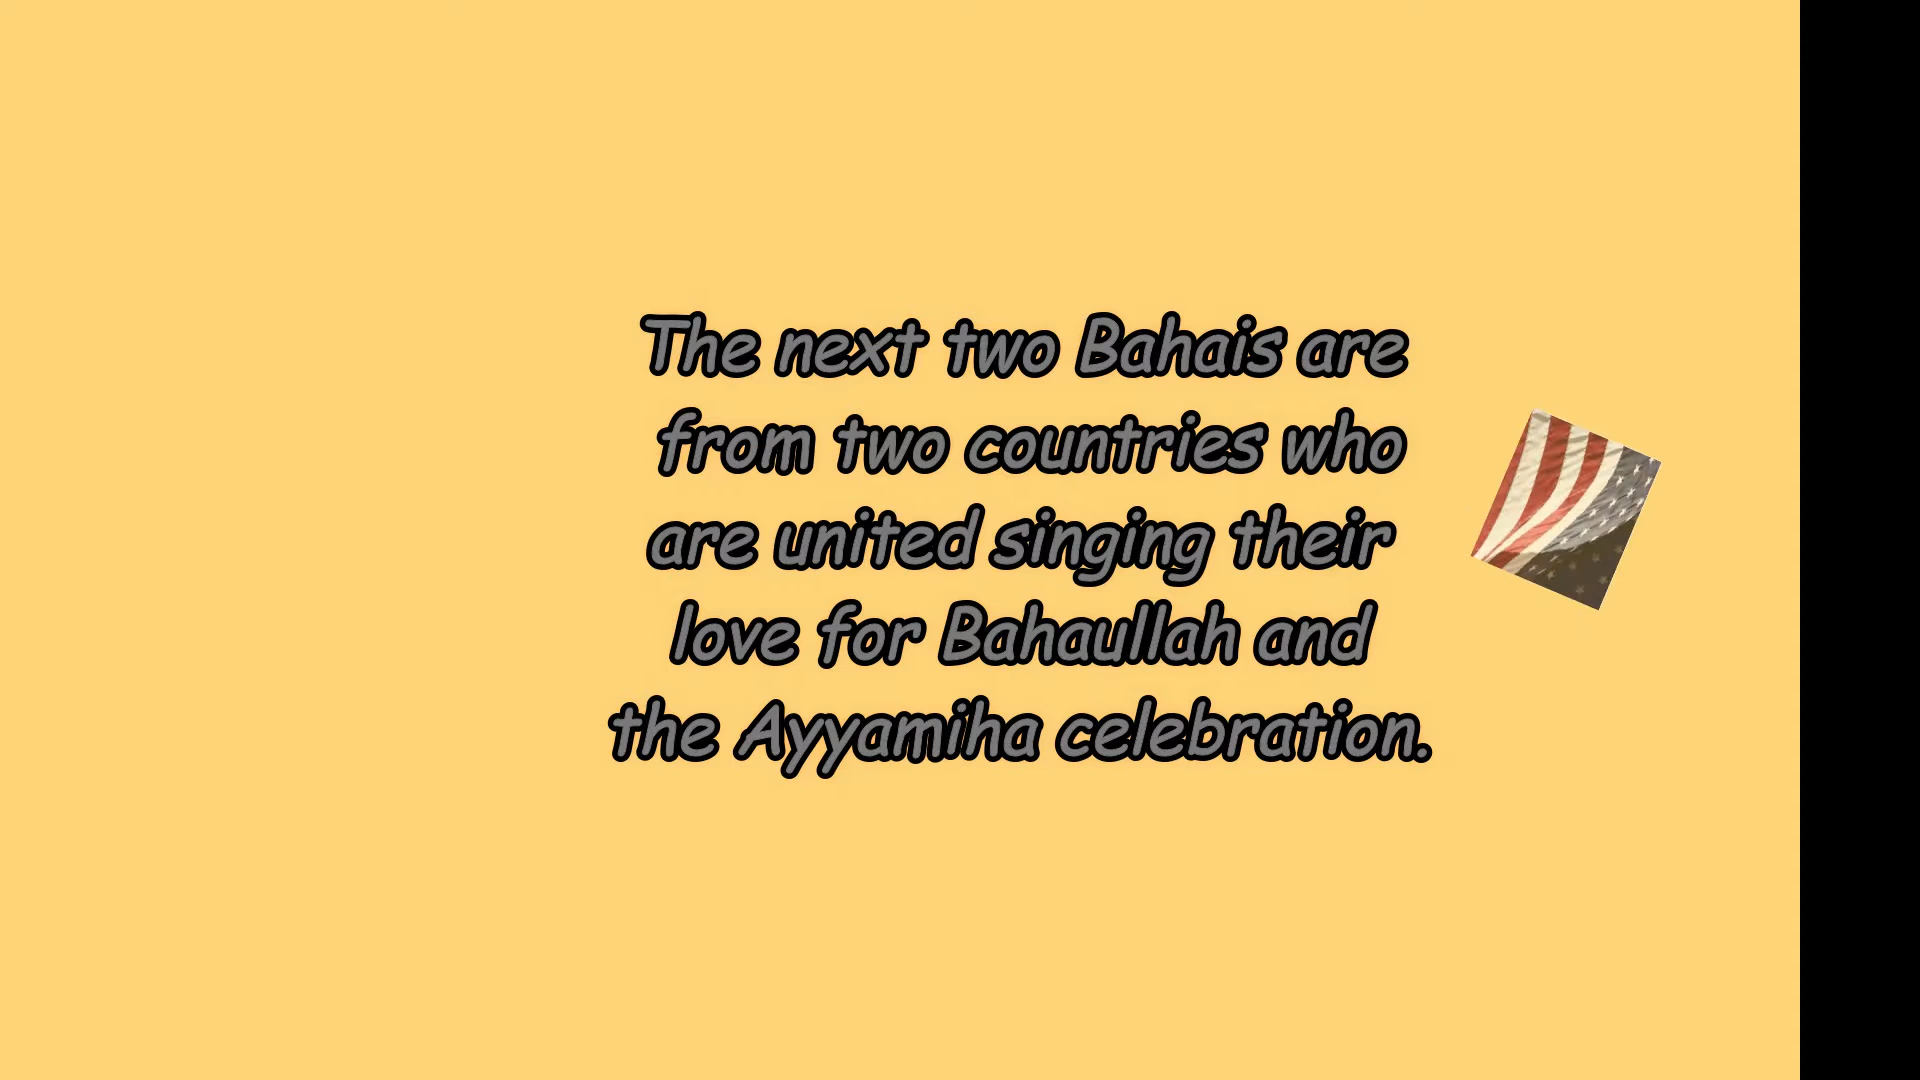 The next two Bahais are
from two countries who
are united singing their
love for Bahaullah and
the Ayyamiha celebration.